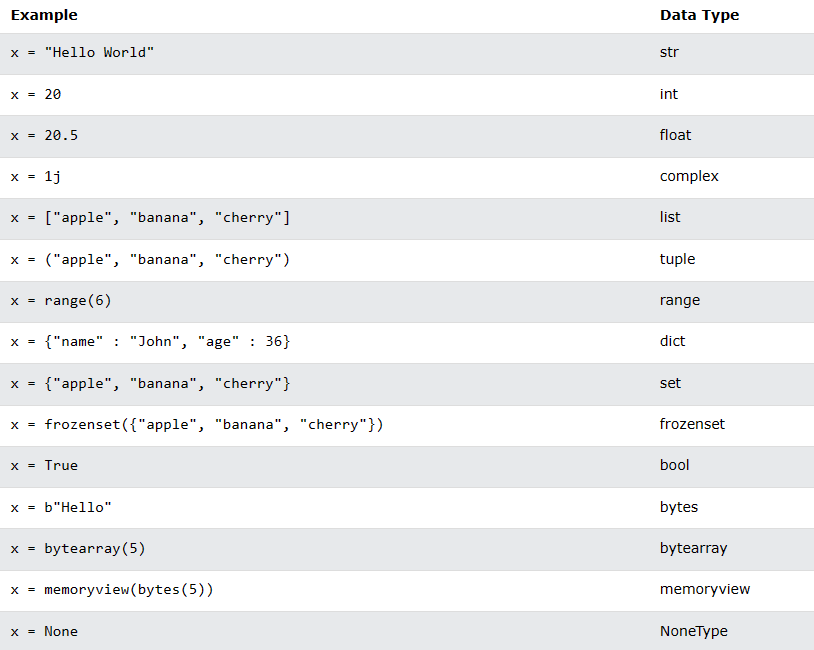 Example Data Type
x = "Hello World" str
x = 20 int
x = 20.5 float
x = 1j complex
x = ["apple", "banana", "cherry"] list
x = ("apple", "banana", "cherry") tuple
x = range(6) range
x = {"name" : "John", "age" : 36} dict
x = {"apple", "banana", "cherry"} set
x = frozenset({"apple", "banana", "cherry"}) frozenset
x = True bool
x = b"Hello" bytes
x = bytearray(5) bytearray
x = memoryview(bytes(5)) memoryview
x = None NoneType